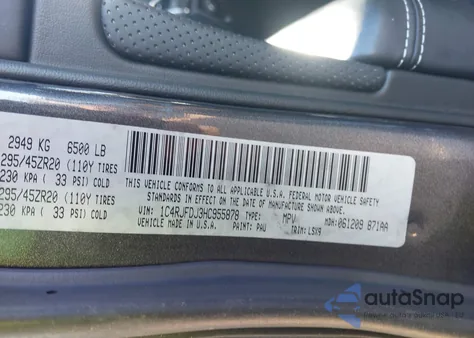 2949 KG 6500 LB
295/45ZR20 (110Y TIRES
230 KPA ( 33 PSI) COLD
295/45ZR20 (110Y TIRES
230 KPA ( 33 PSI) COLD
THIS VEHICLE CONFORMS TO ALL APPLICABLE U.S.A. FEDERAL MOTOR VEHICLE SAFETY
STANDARDS IN EFFECT ON THE DATE OF MANUFACTURE SHOWN ABOVE.
VIN: 1C4RJFDJ3HC955878 MPV MDH: 061209 871AA
VEHICLE MADE IN U.S.A. PAINT: PAU TRIM: LSX9
autoSnap